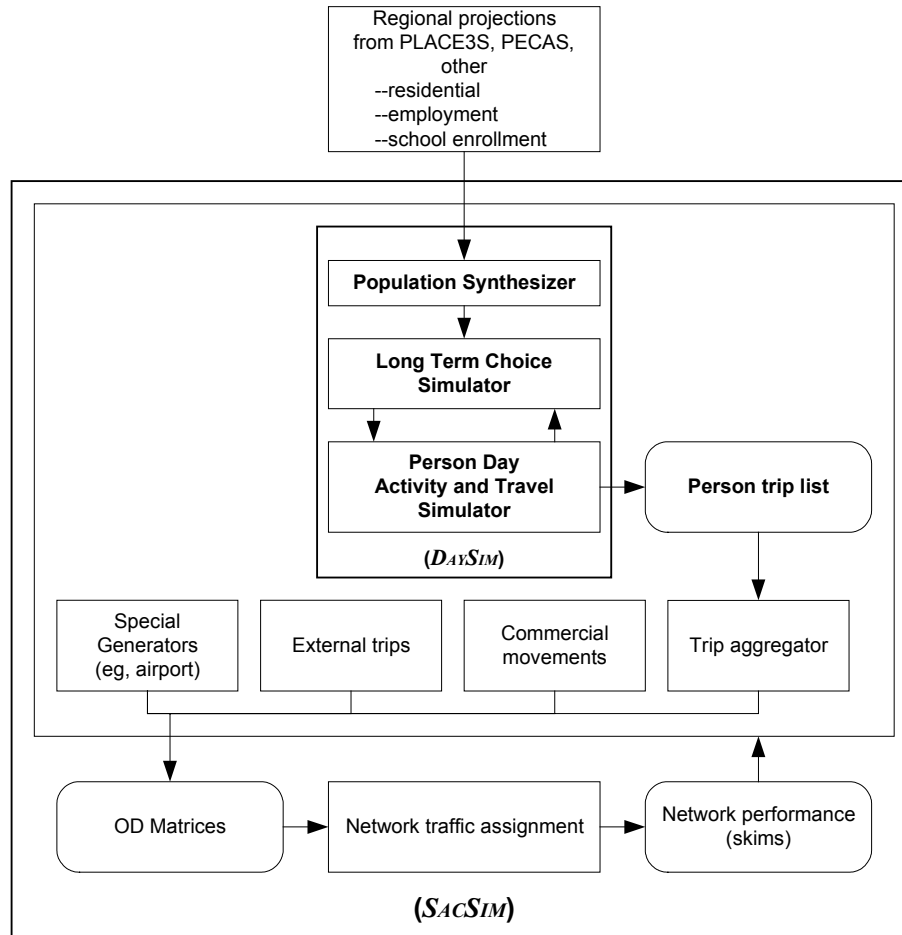 Regional projections
from PLACE3S, PECAS,
other
--residential
--employment
--school enrollment
Population Synthesizer
Long Term Choice
Simulator
Person Day
Activity and Travel
Simulator
(DAYSIM)
Person trip list
Special
Generators
(eg, airport)
External trips
Commercial
movements
Trip aggregator
OD Matrices
Network traffic assignment
Network performance
(skims)
(SACSIM)